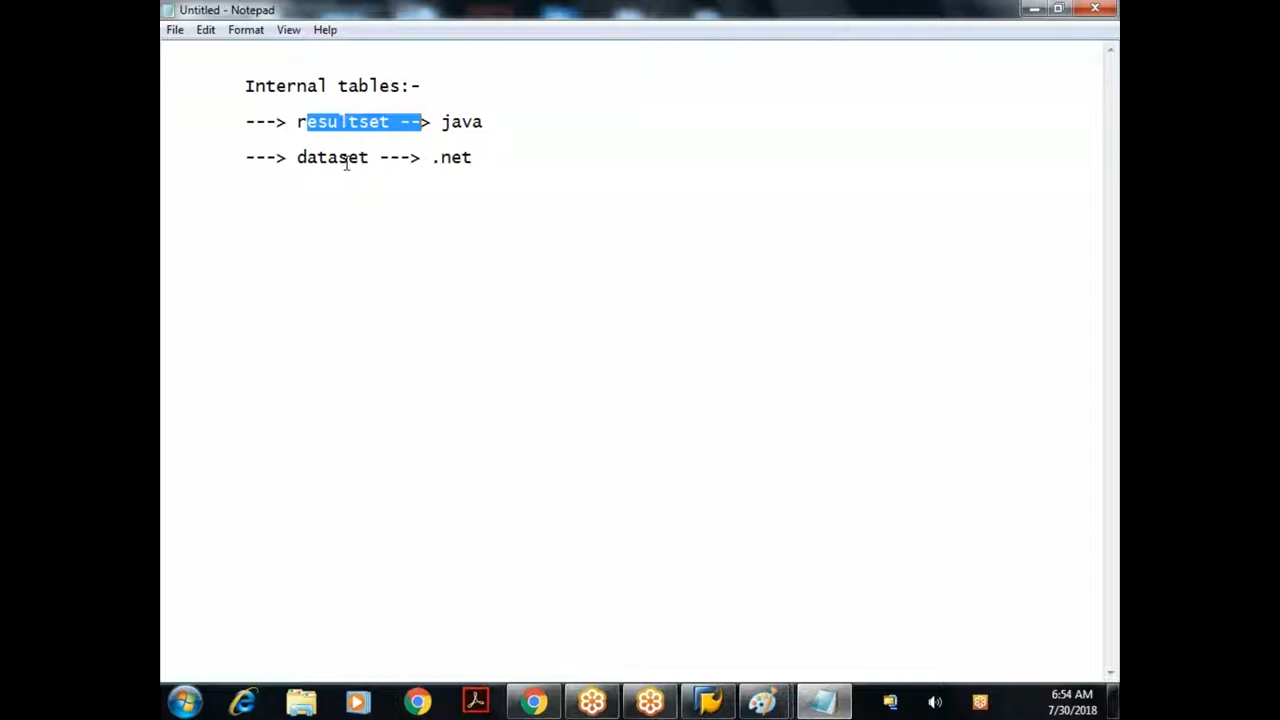 Untitled - Notepad
File Edit Format View Help
Internal tables:-
---> resultset --> java
---> dataset ---> .net
6:54 AM
7/30/2018